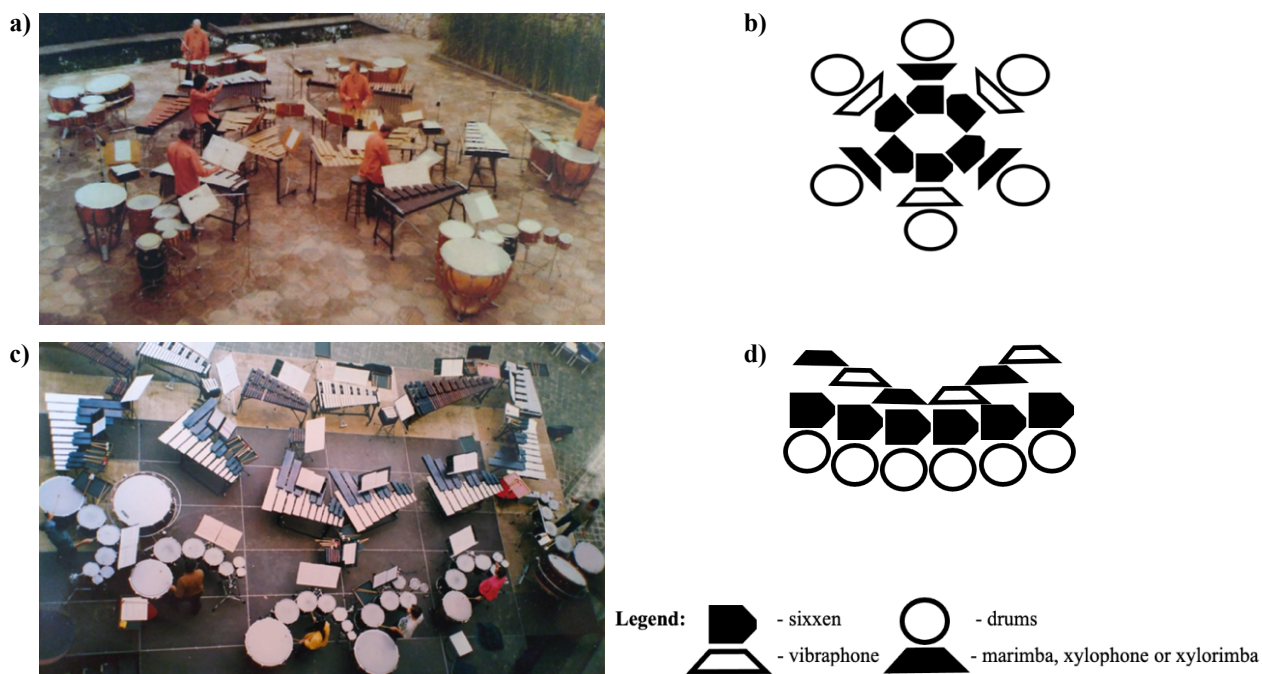 a)
b)
c)
d)
Legend:
- sixxen
- drums
- vibraphone
- marimba, xylophone or xylorimba